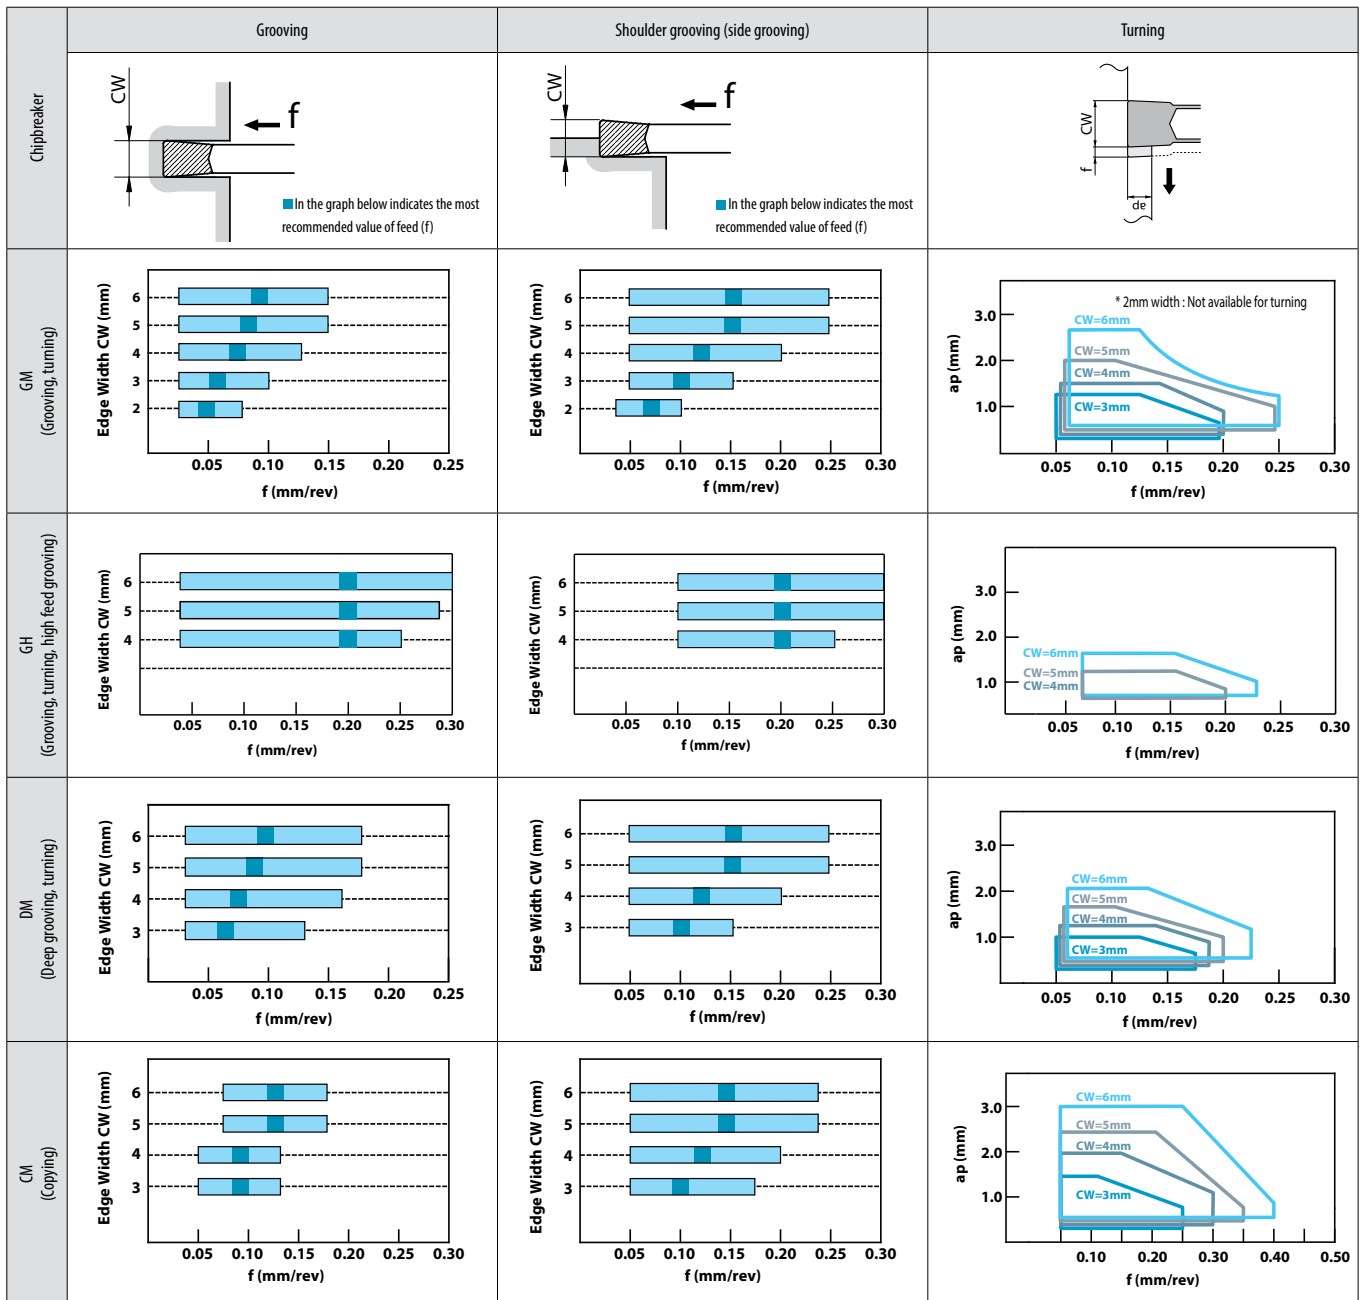 Grooving
Shoulder grooving (side grooving)
Turning
Chipbreaker
CW
f
In the graph below indicates the most
recommended value of feed (f)
CW
f
In the graph below indicates the most
recommended value of feed (f)
CW
f
ap
GM
(Grooving, turning)
Edge Width CW (mm)
6
5
4
3
2
0.05 0.10 0.15 0.20 0.25
f (mm/rev)
Edge Width CW (mm)
6
5
4
3
2
0.05 0.10 0.15 0.20 0.25 0.30
f (mm/rev)
* 2mm width : Not available for turning
ap (mm)
3.0
2.0
1.0
CW=6mm
CW=5mm
CW=4mm
CW=3mm
0.05 0.10 0.15 0.20 0.25 0.30
f (mm/rev)
GH
(Grooving, turning, high feed grooving)
Edge Width CW (mm)
6
5
4
0.05 0.10 0.15 0.20 0.25 0.30
f (mm/rev)
Edge Width CW (mm)
6
5
4
0.05 0.10 0.15 0.20 0.25 0.30
f (mm/rev)
ap (mm)
3.0
2.0
1.0
CW=6mm
CW=5mm
CW=4mm
0.05 0.10 0.15 0.20 0.25 0.30
f (mm/rev)
DM
(Deep grooving, turning)
Edge Width CW (mm)
6
5
4
3
0.05 0.10 0.15 0.20 0.25
f (mm/rev)
Edge Width CW (mm)
6
5
4
3
0.05 0.10 0.15 0.20 0.25 0.30
f (mm/rev)
ap (mm)
3.0
2.0
1.0
CW=6mm
CW=5mm
CW=4mm
CW=3mm
0.05 0.10 0.15 0.20 0.25 0.30
f (mm/rev)
CM
(Copying)
Edge Width CW (mm)
6
5
4
3
0.05 0.10 0.15 0.20 0.25
f (mm/rev)
Edge Width CW (mm)
6
5
4
3
0.05 0.10 0.15 0.20 0.25 0.30
f (mm/rev)
ap (mm)
3.0
2.0
1.0
CW=6mm
CW=5mm
CW=4mm
CW=3mm
0.10 0.20 0.30 0.40 0.50
f (mm/rev)